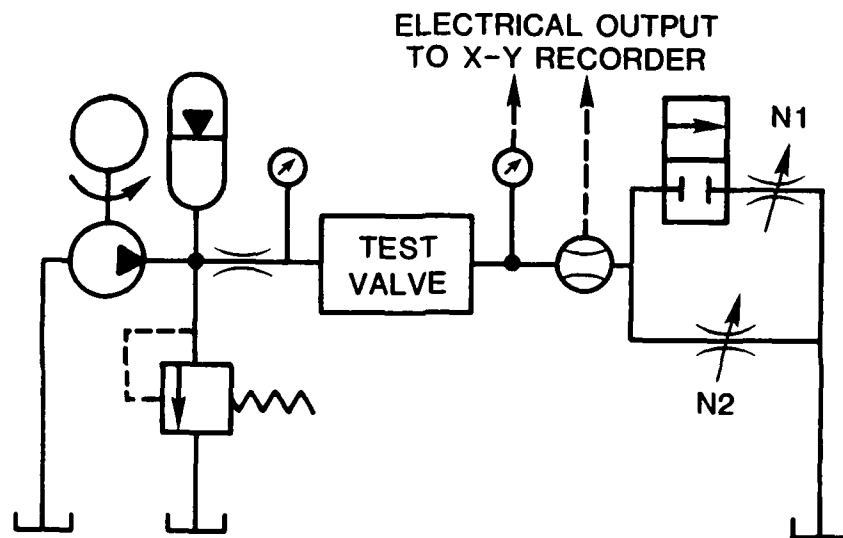 ELECTRICAL OUTPUT
TO X-Y RECORDER
N1
TEST
VALVE
N2